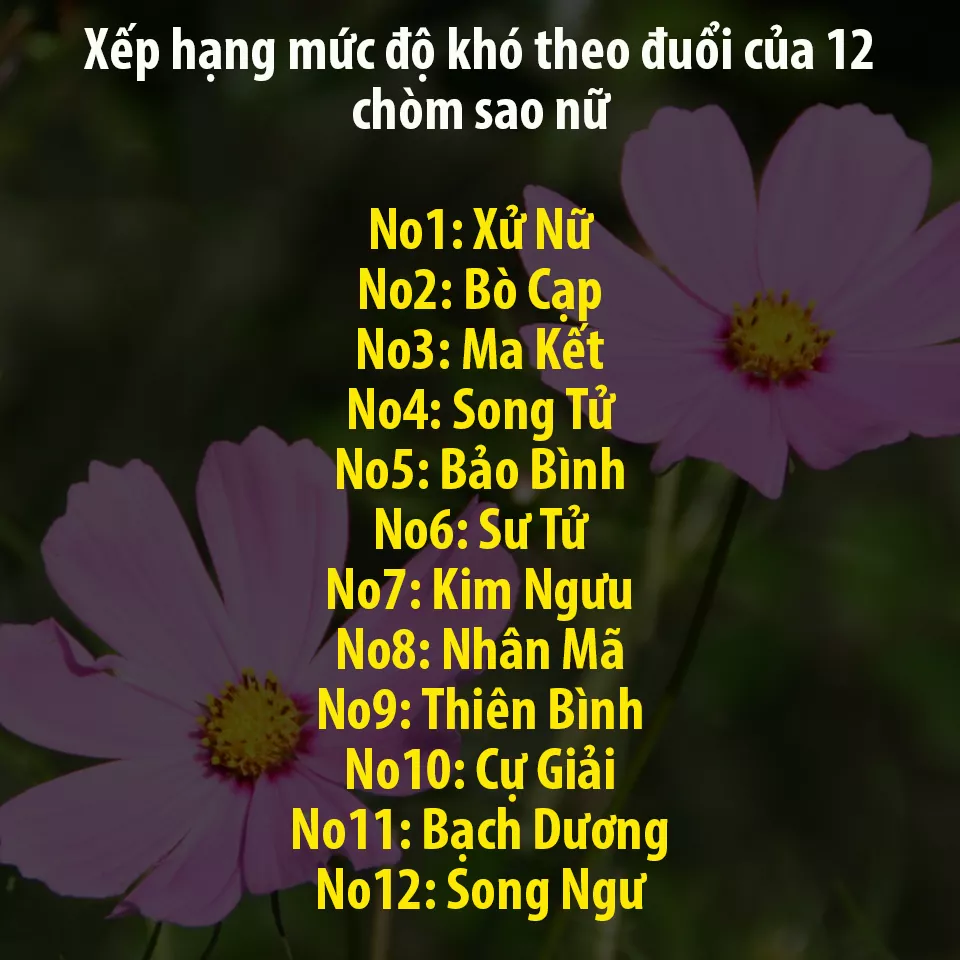 Xếp hạng mức độ khó theo đuổi của 12
chòm sao nữ
No1: Xử Nữ
No2: Bò Cạp
No3: Ma Kết
No4: Song Tử
No5: Bảo Bình
No6: Sư Tử
No7: Kim Ngưu
No8: Nhân Mã
No9: Thiên Bình
No10: Cự Giải
No11: Bạch Dương
No12: Song Ngư